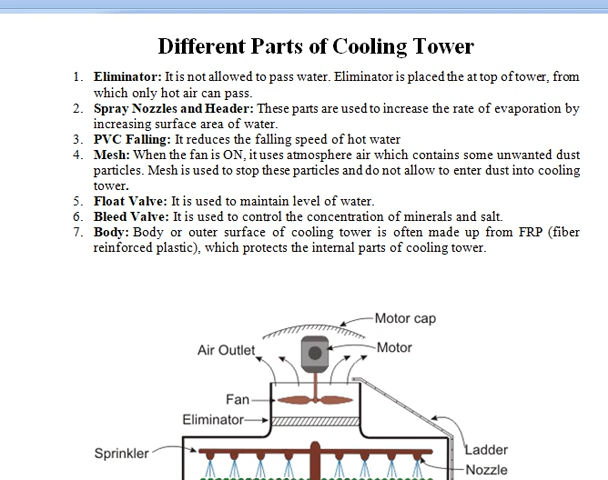 Different Parts of Cooling Tower
1. Eliminator: It is not allowed to pass water. Eliminator is placed the at top of tower, from
which only hot air can pass.
2. Spray Nozzles and Header: These parts are used to increase the rate of evaporation by
increasing surface area of water.
3. PVC Falling: It reduces the falling speed of hot water
4. Mesh: When the fan is ON, it uses atmosphere air which contains some unwanted dust
particles. Mesh is used to stop these particles and do not allow to enter dust into cooling
tower.
5. Float Valve: It is used to maintain level of water.
6. Bleed Valve: It is used to control the concentration of minerals and salt.
7. Body: Body or outer surface of cooling tower is often made up from FRP (fiber
reinforced plastic), which protects the internal parts of cooling tower.
Motor cap
Air Outlet
Motor
Fan
Eliminator
Sprinkler
Ladder
Nozzle